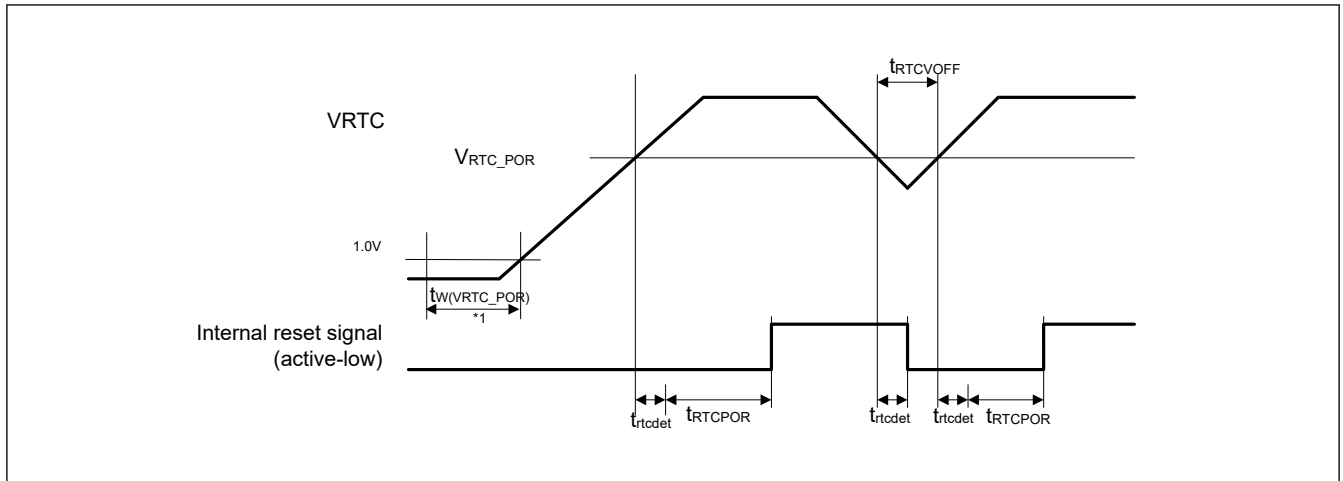 tRTCVOFF
VRTC
VRTC_POR
1.0V
tW(VRTC_POR)
*1
Internal reset signal
(active-low)
trtcdet
tRTCPOR
trtcdet
trtcdet
tRTCPOR